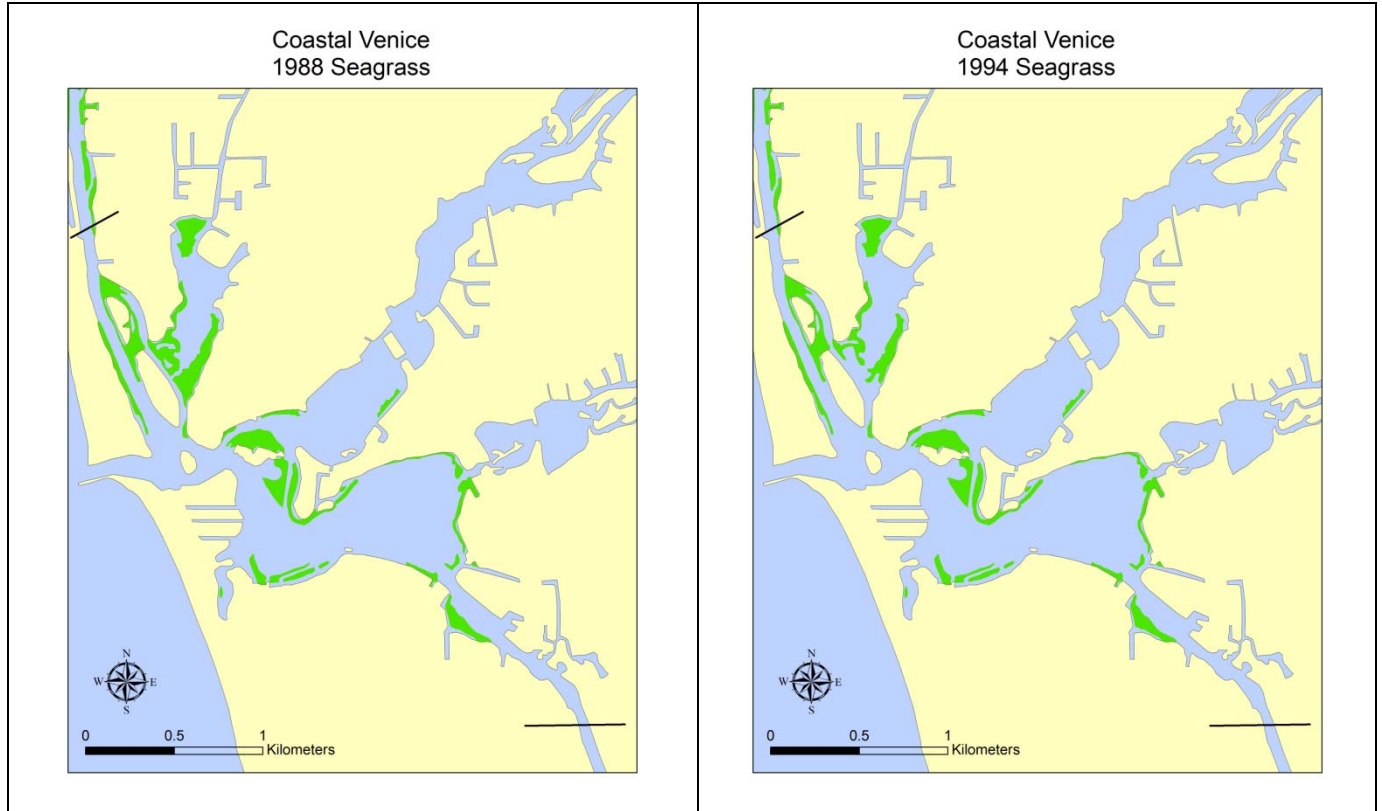 Coastal Venice
1988 Seagrass
N
W E
S
0 0.5 1
Kilometers
Coastal Venice
1994 Seagrass
N
W E
S
0 0.5 1
Kilometers